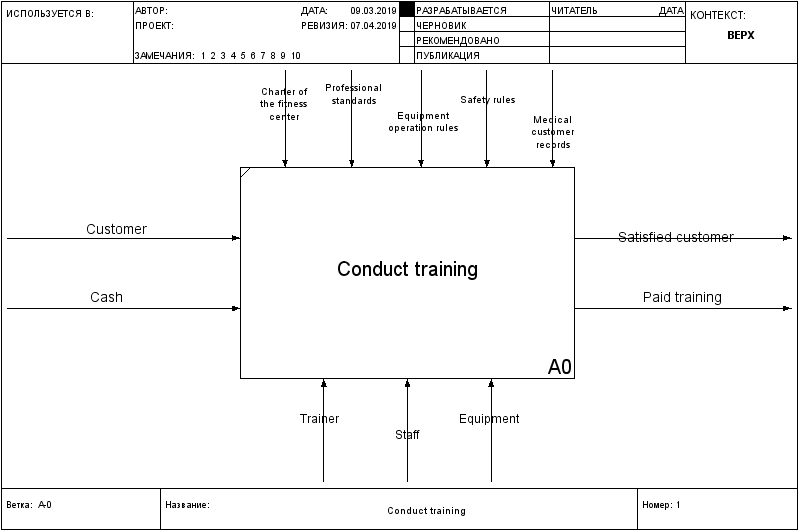 ИСПОЛЬЗУЕТСЯ В:
АВТОР:
ДАТА: 09.03.2019
РАЗРАБАТЫВАЕТСЯ
ЧИТАТЕЛЬ
ДАТА
КОНТЕКСТ:
ПРОЕКТ:
РЕВИЗИЯ: 07.04.2019
ЧЕРНОВИК
ВЕРХ
РЕКОМЕНДОВАНО
ЗАМЕЧАНИЯ: 1 2 3 4 5 6 7 8 9 10
ПУБЛИКАЦИЯ
Charter of
the fitness
center
Professional
standards
Equipment
operation rules
Safety rules
Medical
customer
records
Customer
Cash
Conduct training
A0
Satisfied customer
Paid training
Trainer
Staff
Equipment
Ветка: A-0
Название:
Conduct training
Номер: 1